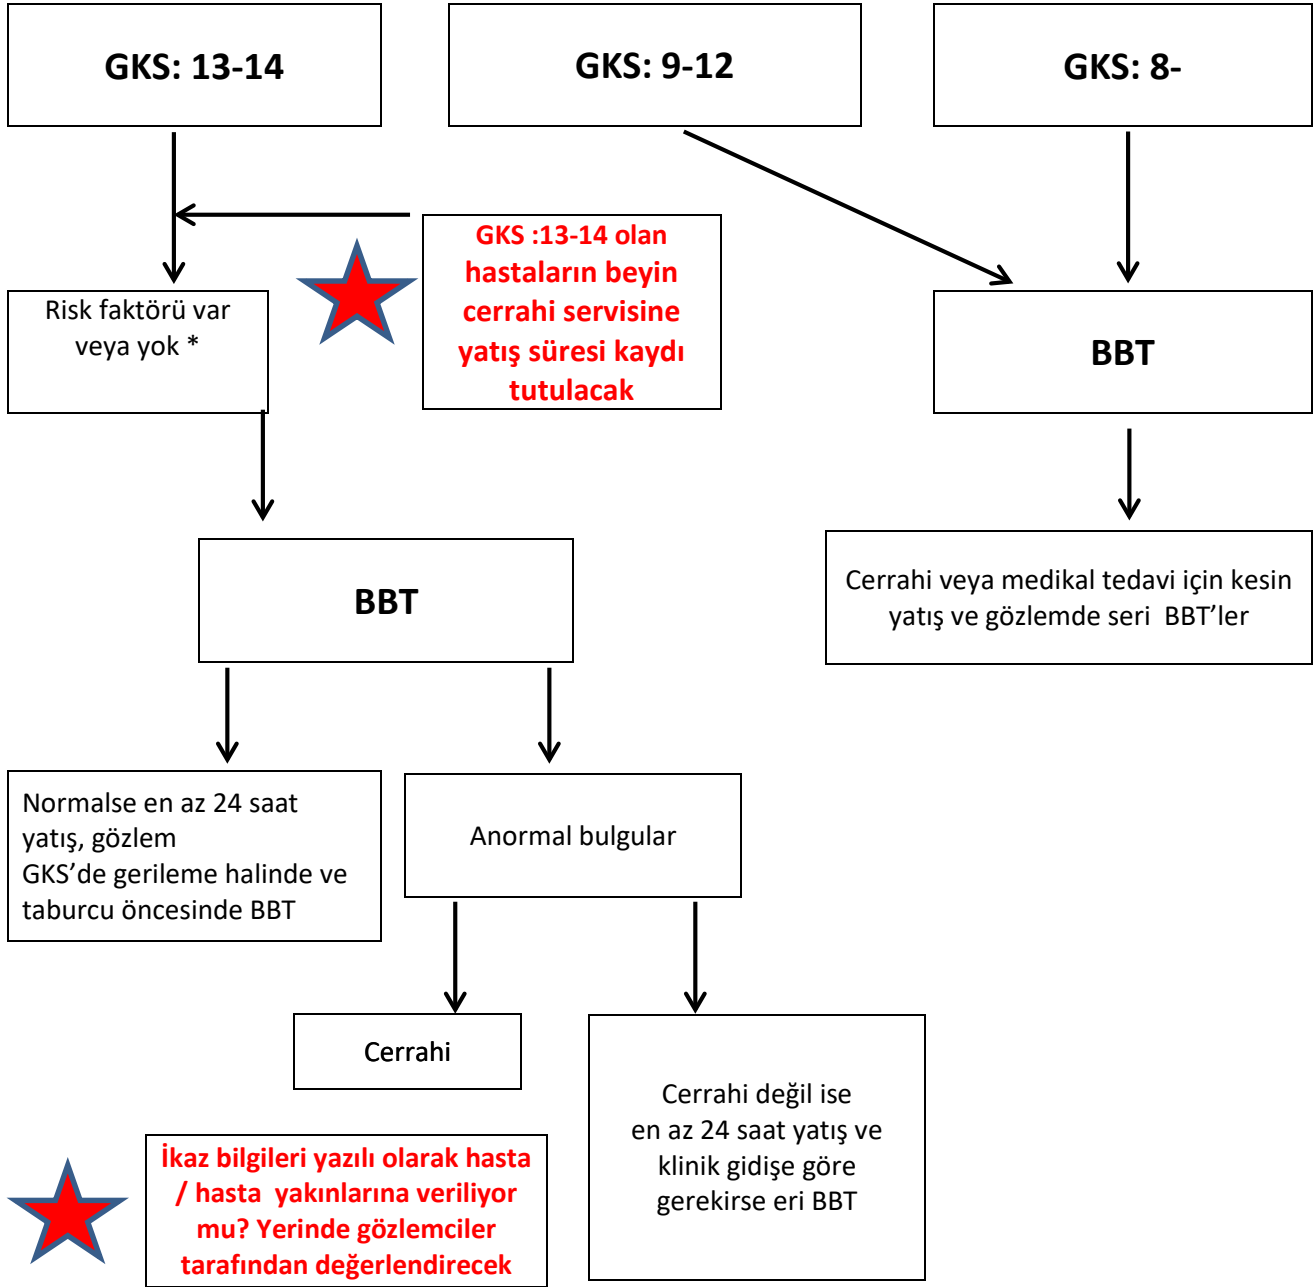 GKS: 13-14
GKS: 9-12
GKS: 8-
GKS :13-14 olan
hastaların beyin
cerrahi servisine
yatış süresi kaydı
tutulacak
Risk faktörü var
veya yok *
BBT
Cerrahi veya medikal tedavi için kesin
yatış ve gözlemde seri BBT’ler
BBT
Normalse en az 24 saat
yatış, gözlem
GKS’de gerileme halinde ve
taburcu öncesinde BBT
Anormal bulgular
Cerrahi
Cerrahi değil ise
en az 24 saat yatış ve
klinik gidişe göre
gerekirse eri BBT
İkaz bilgileri yazılı olarak hasta
/ hasta yakınlarına veriliyor
mu? Yerinde gözlemciler
tarafından değerlendirecek